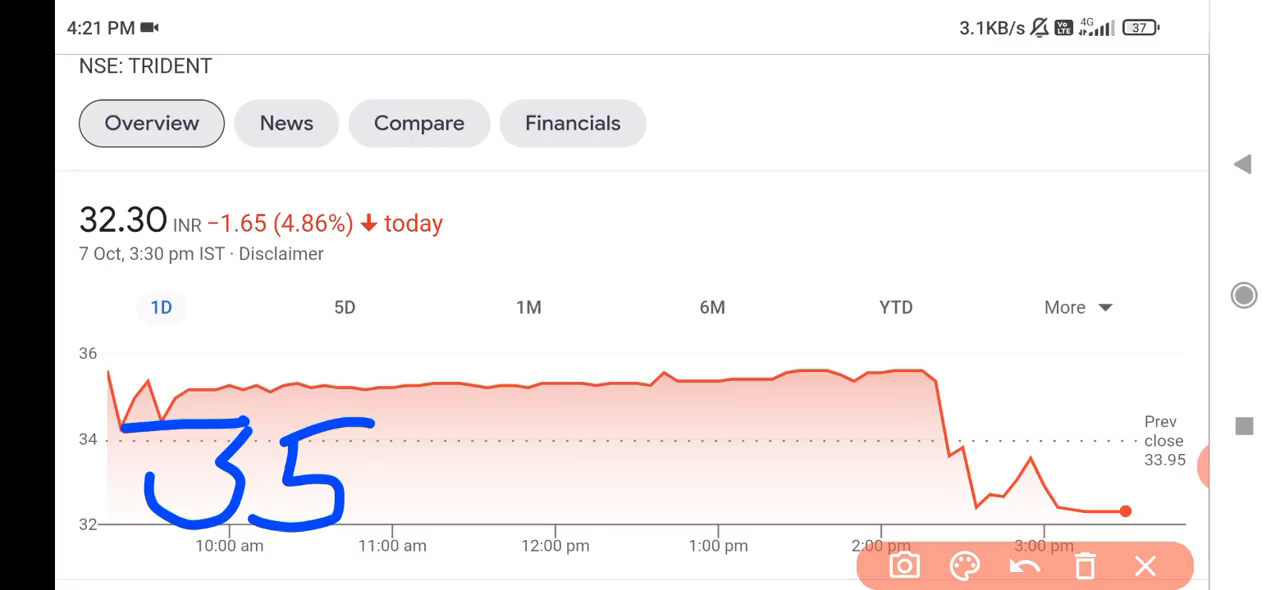 4:21 PM 3.1KB/s Vo LTE 4G 37
NSE: TRIDENT
Overview News Compare Financials
32.30 INR −1.65 (4.86%) ↓ today
7 Oct, 3:30 pm IST · Disclaimer
1D 5D 1M 6M YTD More
36
34
32
Prev
close
33.95
35
10:00 am 11:00 am 12:00 pm 1:00 pm 2:00 pm 3:00 pm